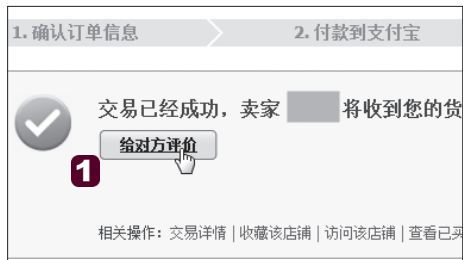 1. 确认订单信息 2. 付款到支付宝
交易已经成功，卖家 将收到您的货
给对方评价
1
相关操作：交易详情 | 收藏该店铺 | 访问该店铺 | 查看已买